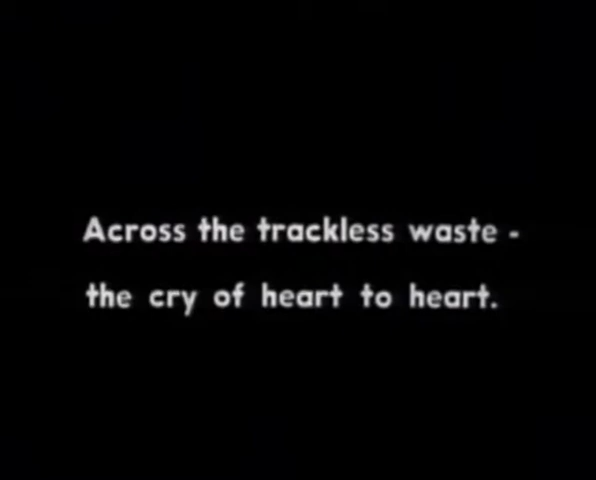 Across the trackless waste -
the cry of heart to heart.